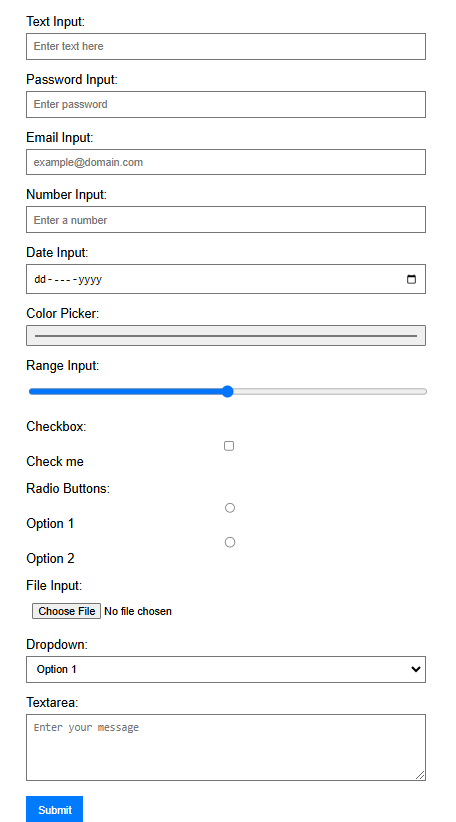 Text Input:
Enter text here
Password Input:
Enter password
Email Input:
example@domain.com
Number Input:
Enter a number
Date Input:
dd-----yyyy
Color Picker:
Range Input:
Checkbox:
Check me
Radio Buttons:
Option 1
Option 2
File Input:
Choose File No file chosen
Dropdown:
Option 1
Textarea:
Enter your message
Submit